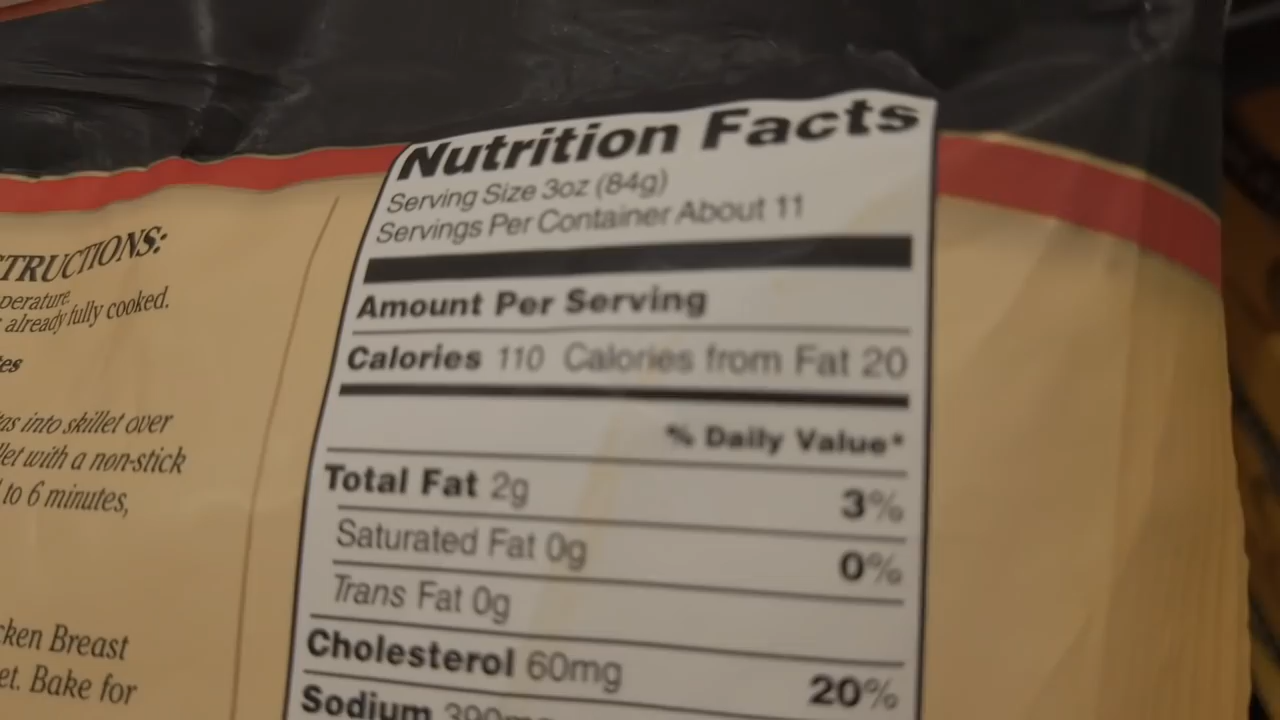 TRUCTIONS:
perature.
already fully cooked.
tes
as into skillet over
let with a non-stick
to 6 minutes,
ken Breast
et. Bake for
Nutrition Facts
Serving Size 3oz (84g)
Servings Per Container About 11
Amount Per Serving
Calories 110 Calories from Fat 20
% Daily Value*
Total Fat 2g 3%
Saturated Fat 0g 0%
Trans Fat 0g
Cholesterol 60mg 20%
Sodium